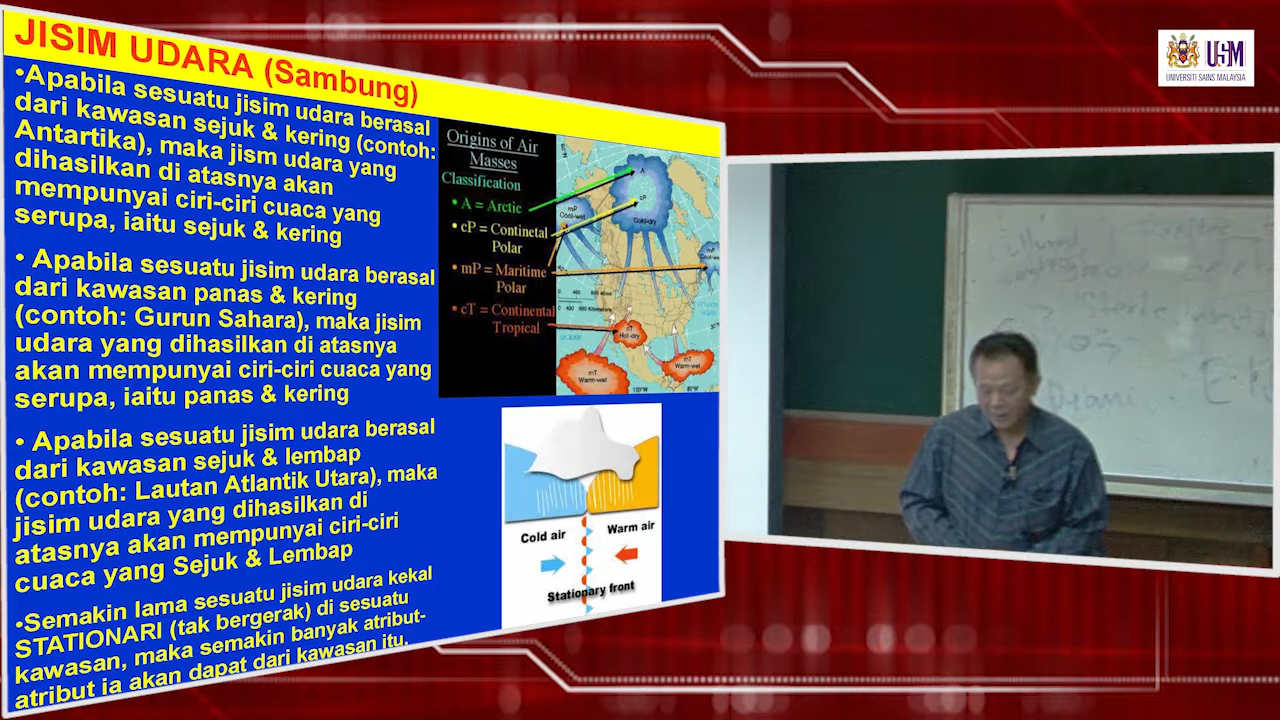 JISIM UDARA (Sambung)
•Apabila sesuatu jisim udara berasal
dari kawasan sejuk & kering (contoh:
Antartika), maka jism udara yang
dihasilkan di atasnya akan
mempunyai ciri-ciri cuaca yang
serupa, iaitu sejuk & kering
• Apabila sesuatu jisim udara berasal
dari kawasan panas & kering
(contoh: Gurun Sahara), maka jisim
udara yang dihasilkan di atasnya
akan mempunyai ciri-ciri cuaca yang
serupa, iaitu panas & kering
• Apabila sesuatu jisim udara berasal
dari kawasan sejuk & lembap
(contoh: Lautan Atlantik Utara), maka
jisim udara yang dihasilkan di
atasnya akan mempunyai ciri-ciri
cuaca yang Sejuk & Lembap
•Semakin lama sesuatu jisim udara kekal
STATIONARI (tak bergerak) di sesuatu
kawasan, maka semakin banyak atribut-
atribut ia akan dapat dari kawasan itu.
Origins of Air
Masses
Classification
• A = Arctic
• cP = Continetal
Polar
• mP = Maritime
Polar
• cT = Continental
Tropical
A
cP
Cold-dry
mP
Cool-wet
mP
cT
Hot-dry
mT
Warm-wet
mT
Warm-wet
100°W
80°W
Cold air
Warm air
Stationary front
USM
UNIVERSITI SAINS MALAYSIA